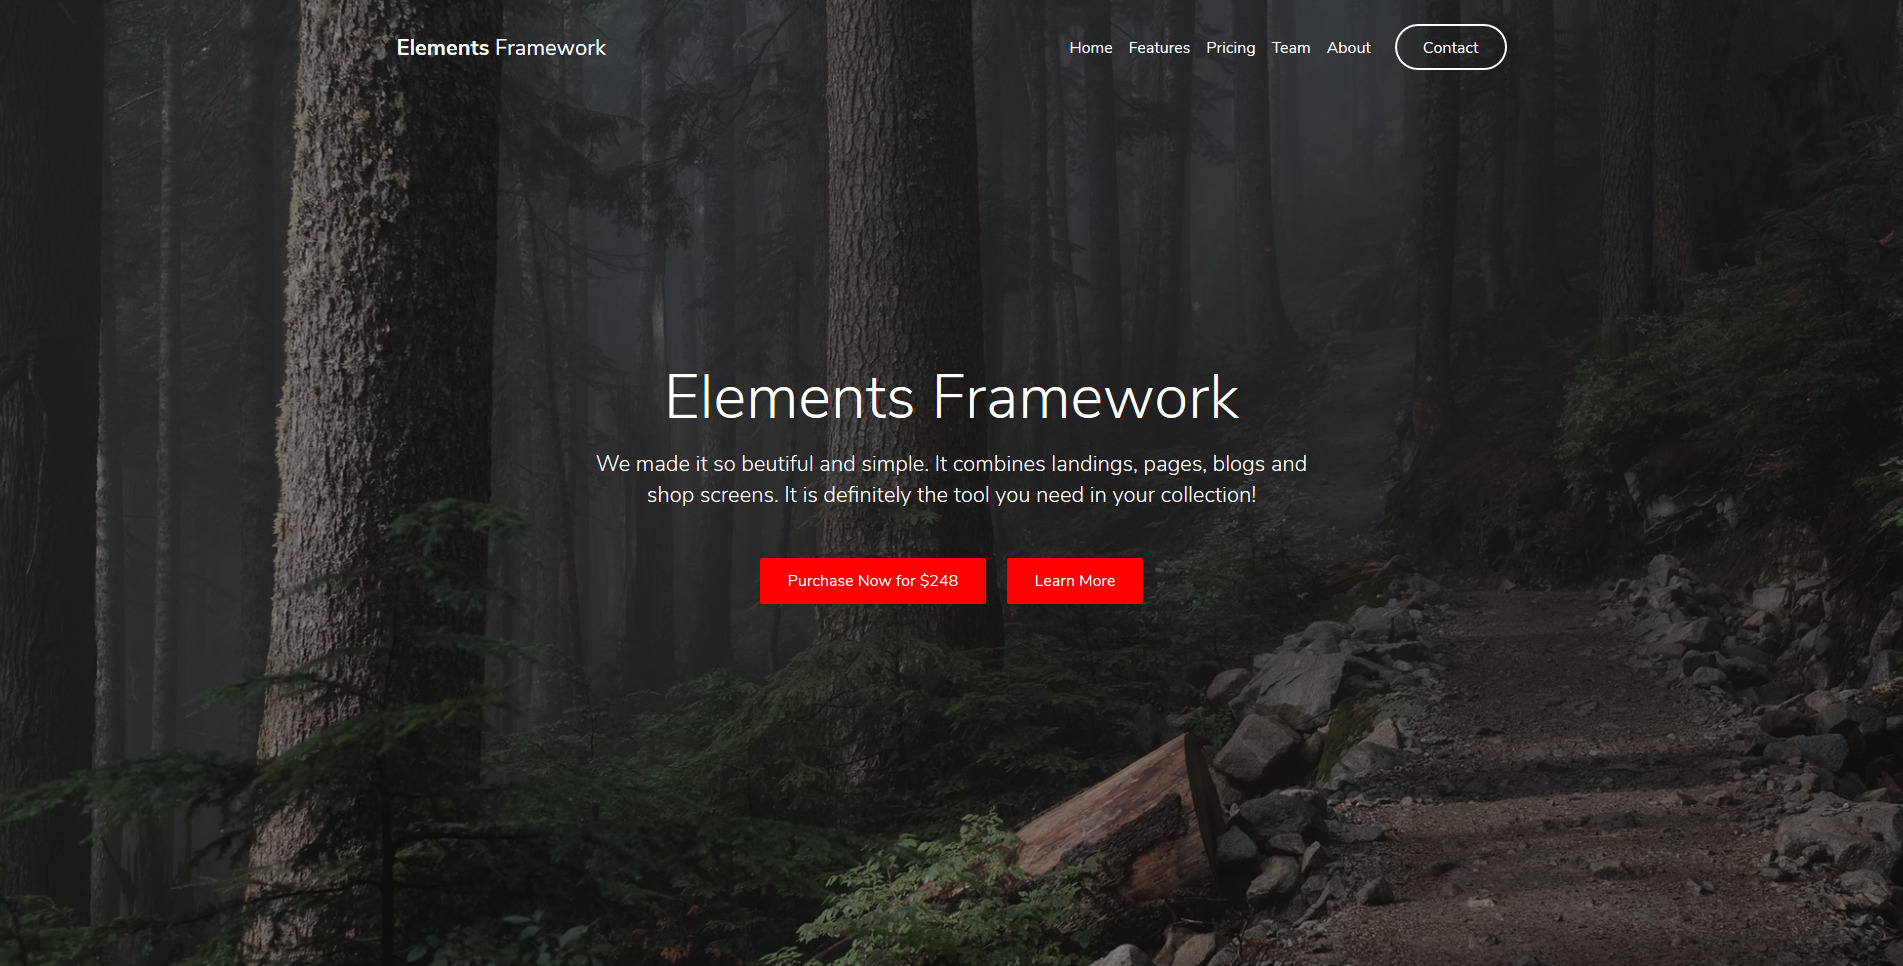 Elements Framework
Home Features Pricing Team About Contact
Elements Framework
We made it so beutiful and simple. It combines landings, pages, blogs and
shop screens. It is definitely the tool you need in your collection!
Purchase Now for $248 Learn More